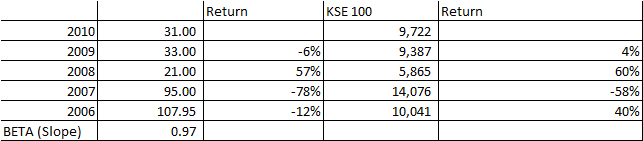 Return KSE 100 Return
2010 31.00 9,722
2009 33.00 -6% 9,387 4%
2008 21.00 57% 5,865 60%
2007 95.00 -78% 14,076 -58%
2006 107.95 -12% 10,041 40%
BETA (Slope) 0.97